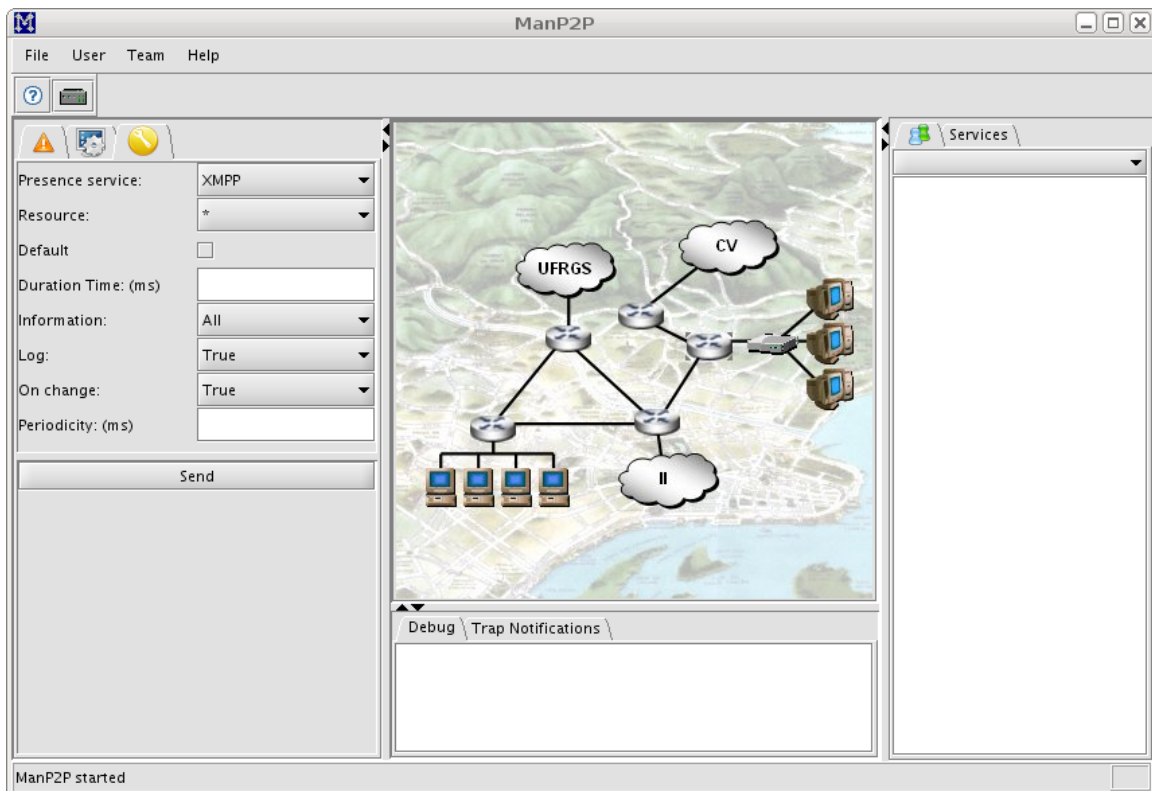 ManP2P
File User Team Help
Services
Presence service: XMPP
Resource: *
Default
Duration Time: (ms)
Information: All
Log: True
On change: True
Periodicity: (ms)
Send
CV
UFRGS
II
Debug Trap Notifications
ManP2P started